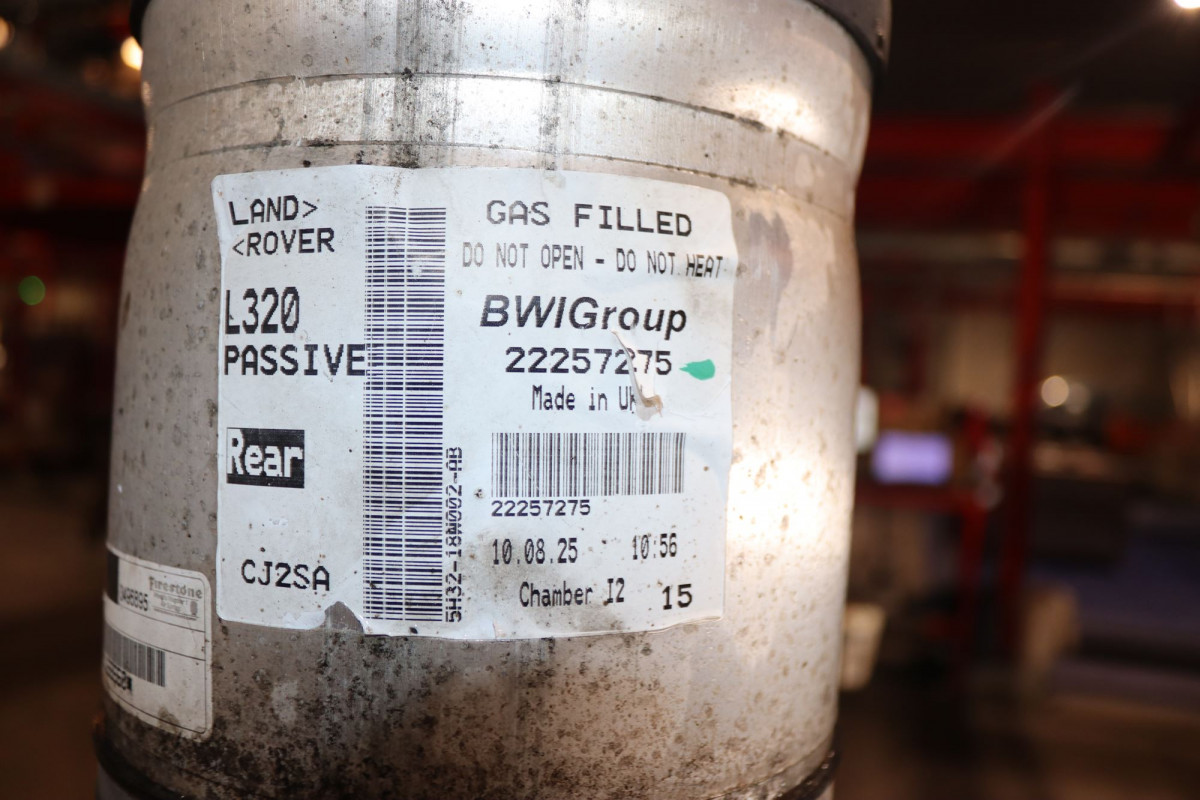 LAND>
<ROVER
L320
PASSIVE
Rear
CJ2SA
5H32-18W002-AB
GAS FILLED
DO NOT OPEN - DO NOT HEAT
BWIGroup
22257275
Made in UK
22257275
10.08.25 10:56
Chamber I2 15
Firestone